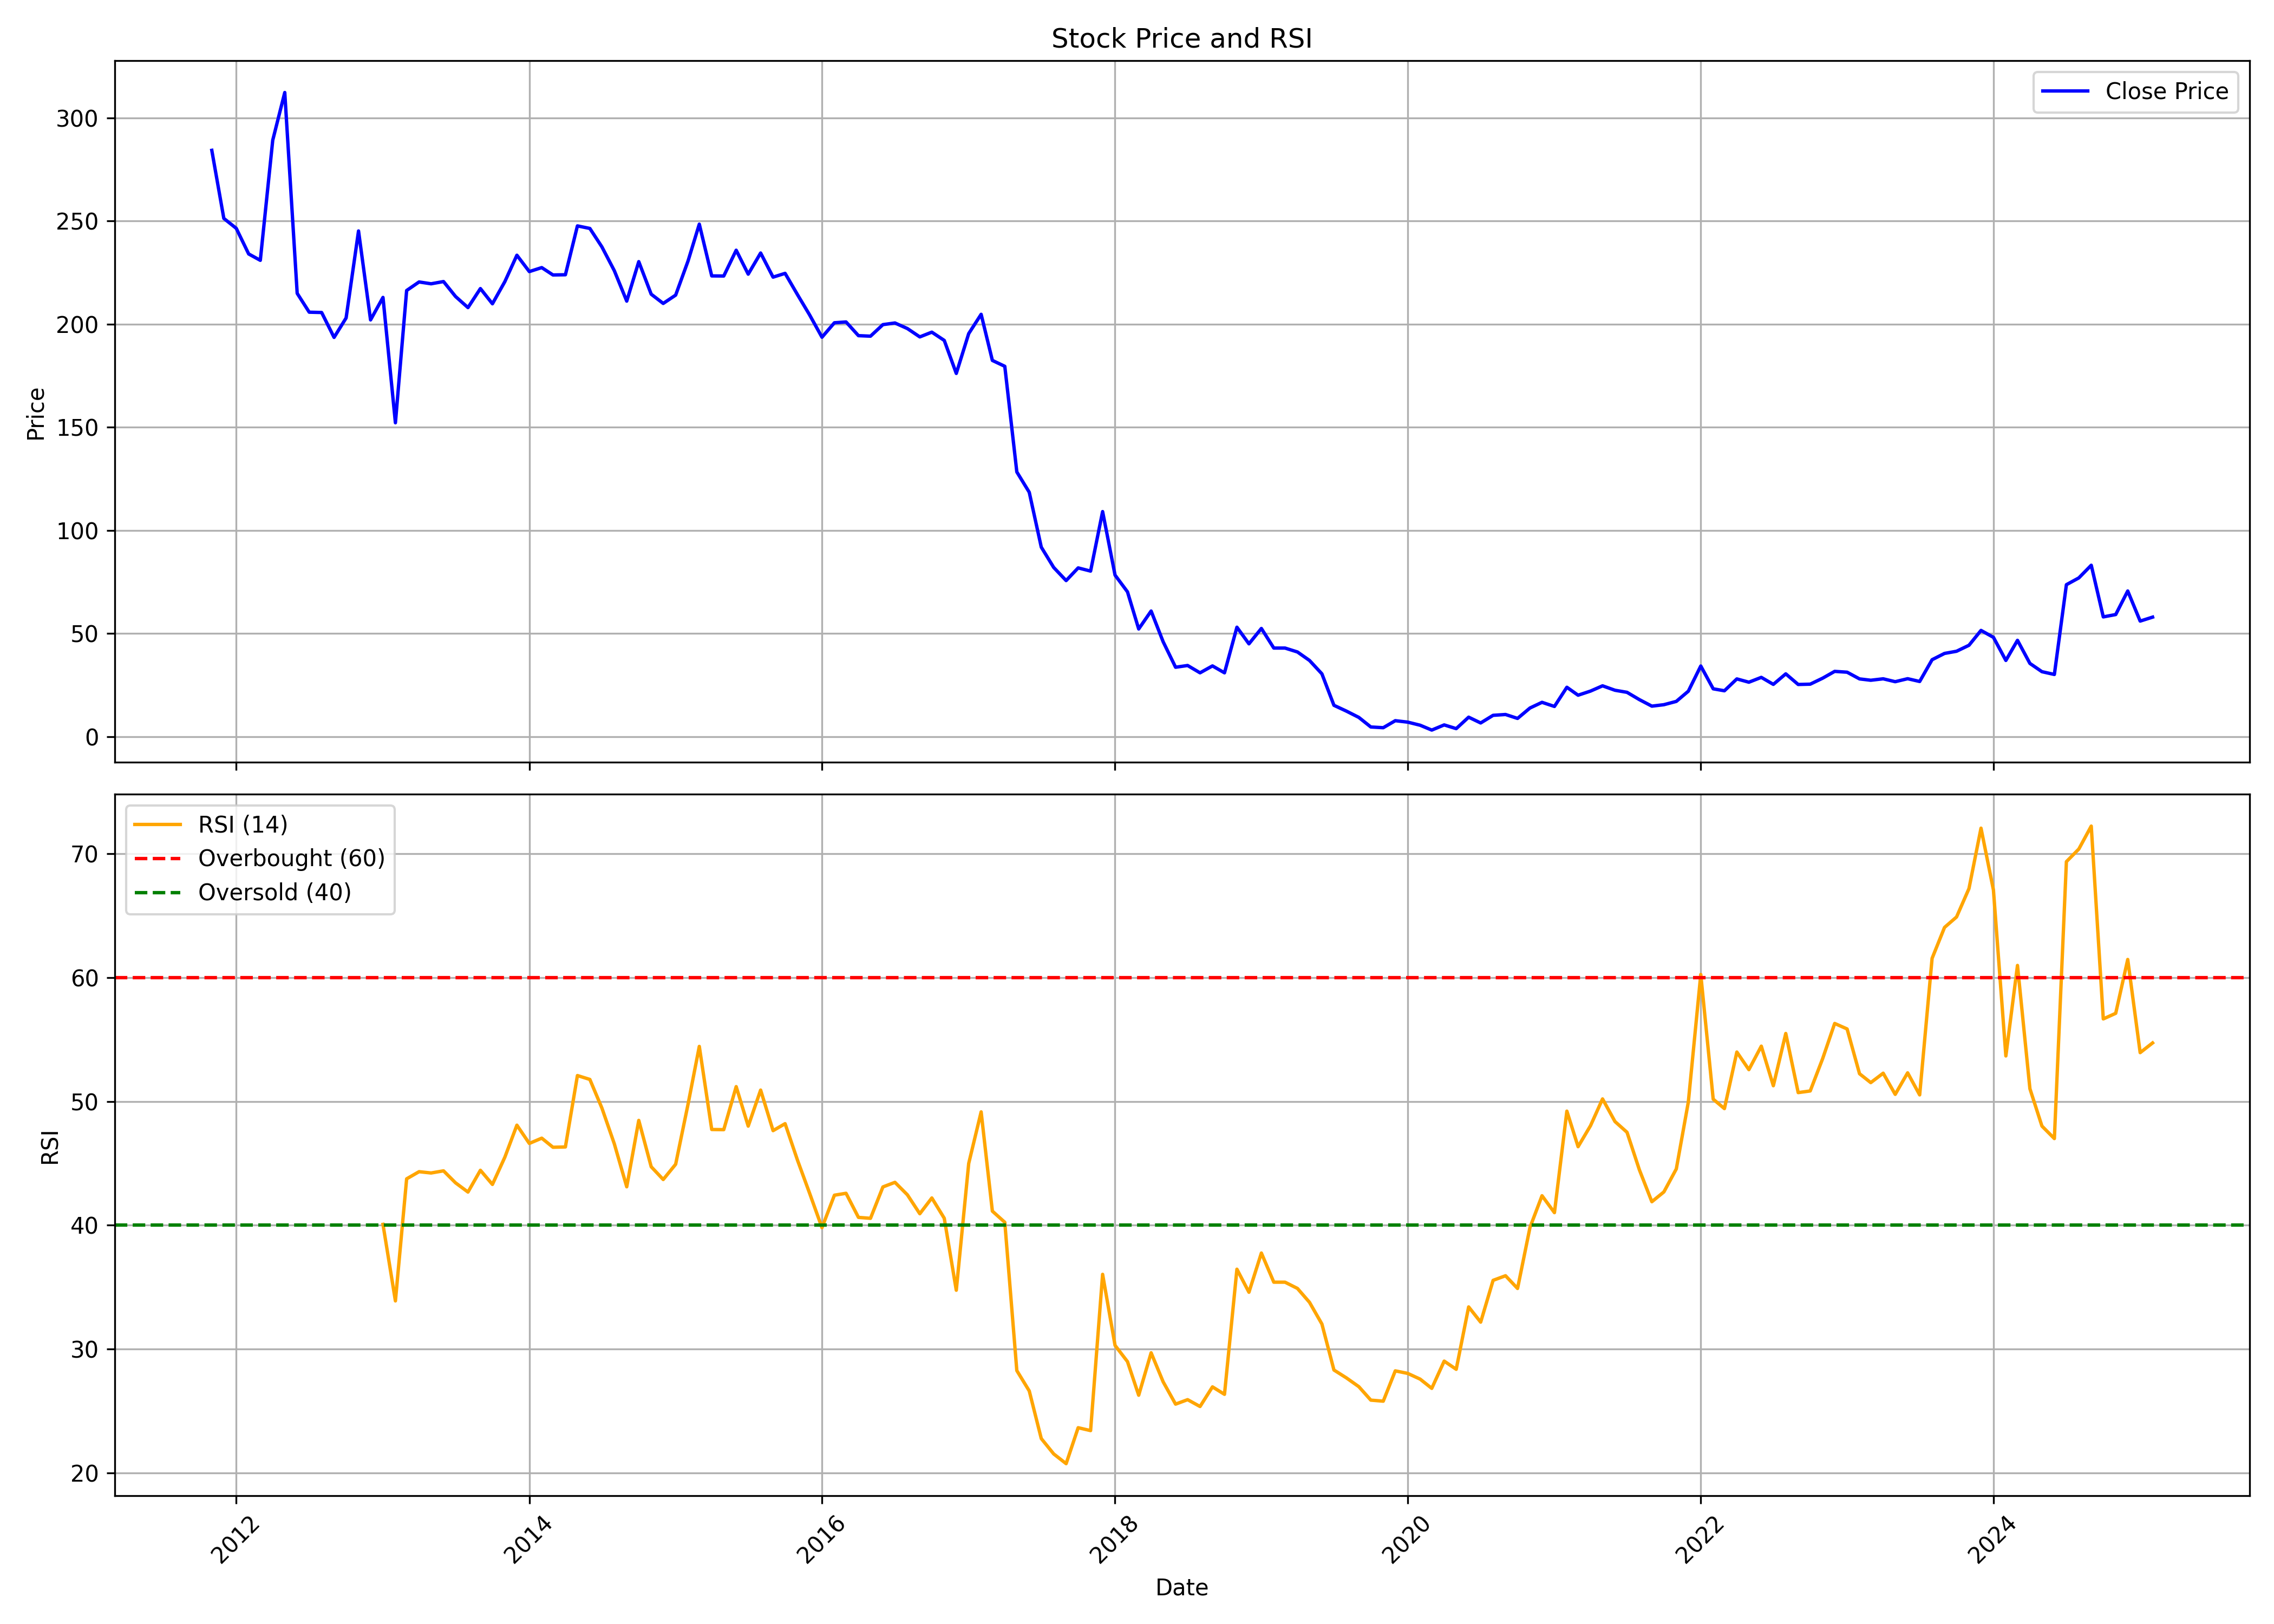 Stock Price and RSI
Close Price
300
250
200
150
100
50
0
Price
RSI (14)
Overbought (60)
Oversold (40)
70
60
50
40
30
20
RSI
2012
2014
2016
2018
2020
2022
2024
Date